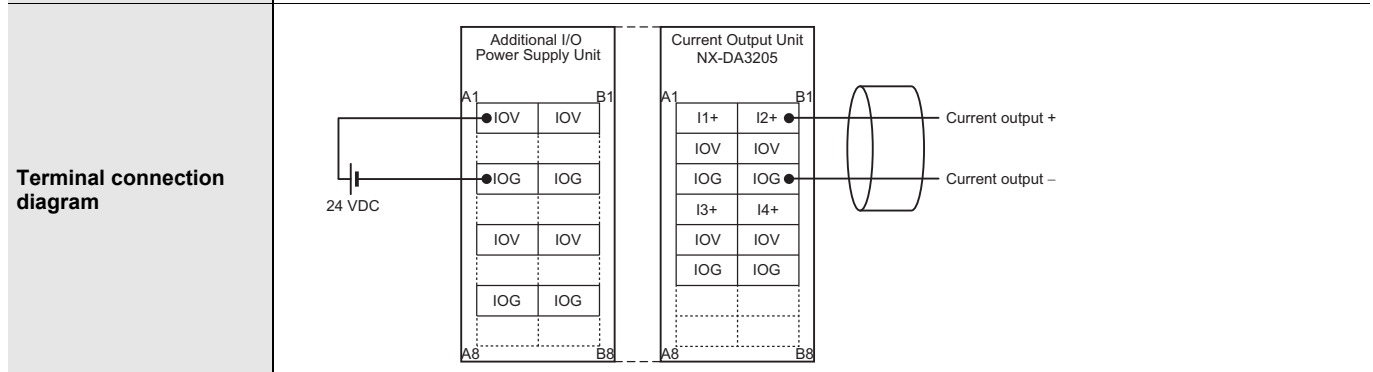 Terminal connection
diagram
Additional I/O
Power Supply Unit
Current Output Unit
NX-DA3205
A1 B1 A1 B1
IOV IOV I1+ I2+ Current output +
IOV IOV
IOG IOG IOG IOG Current output −
24 VDC
I3+ I4+
IOV IOV IOV IOV
IOG IOG
IOG IOG
A8 B8 A8 B8